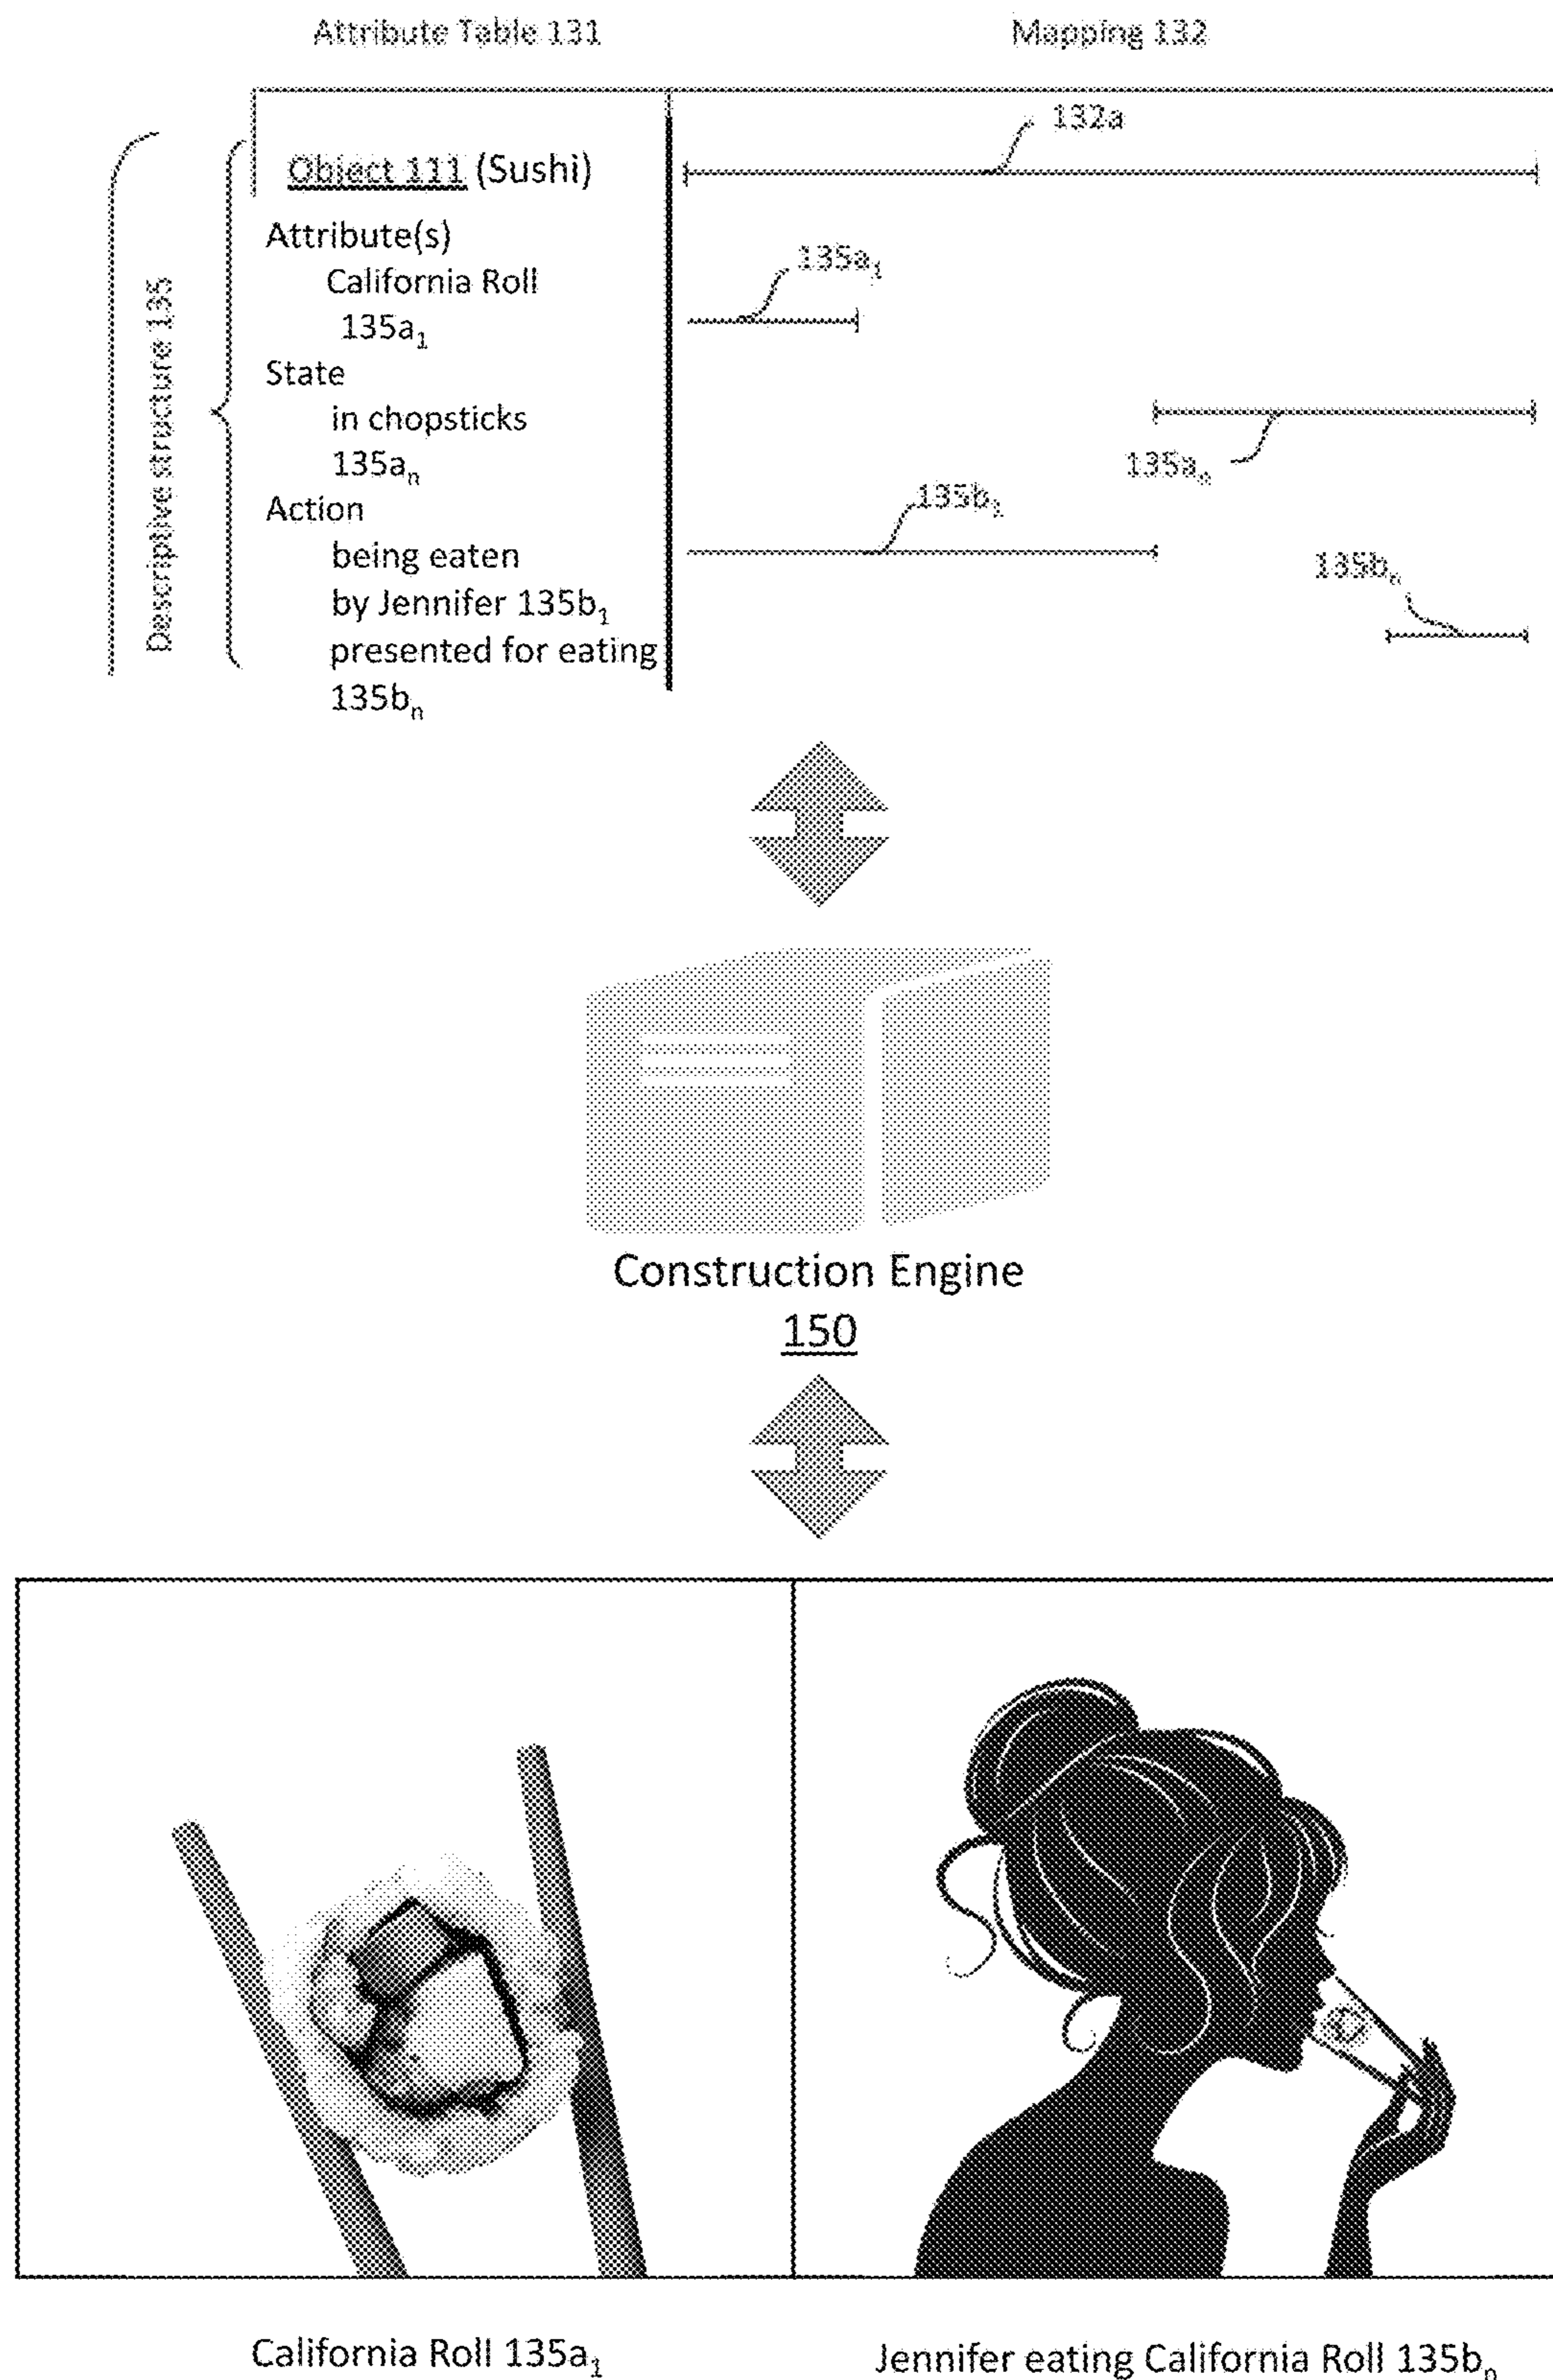 Attribute Table 131
Mapping 132
132a
Object 111 (Sushi)
Attribute(s)
135a1
California Roll
135a1
State
in chopsticks
135an
135an
Action
135b1
being eaten
135bn
by Jennifer 135b1
presented for eating
135bn
Descriptive structure 135
Construction Engine
150
California Roll 135a1
Jennifer eating California Roll 135bn